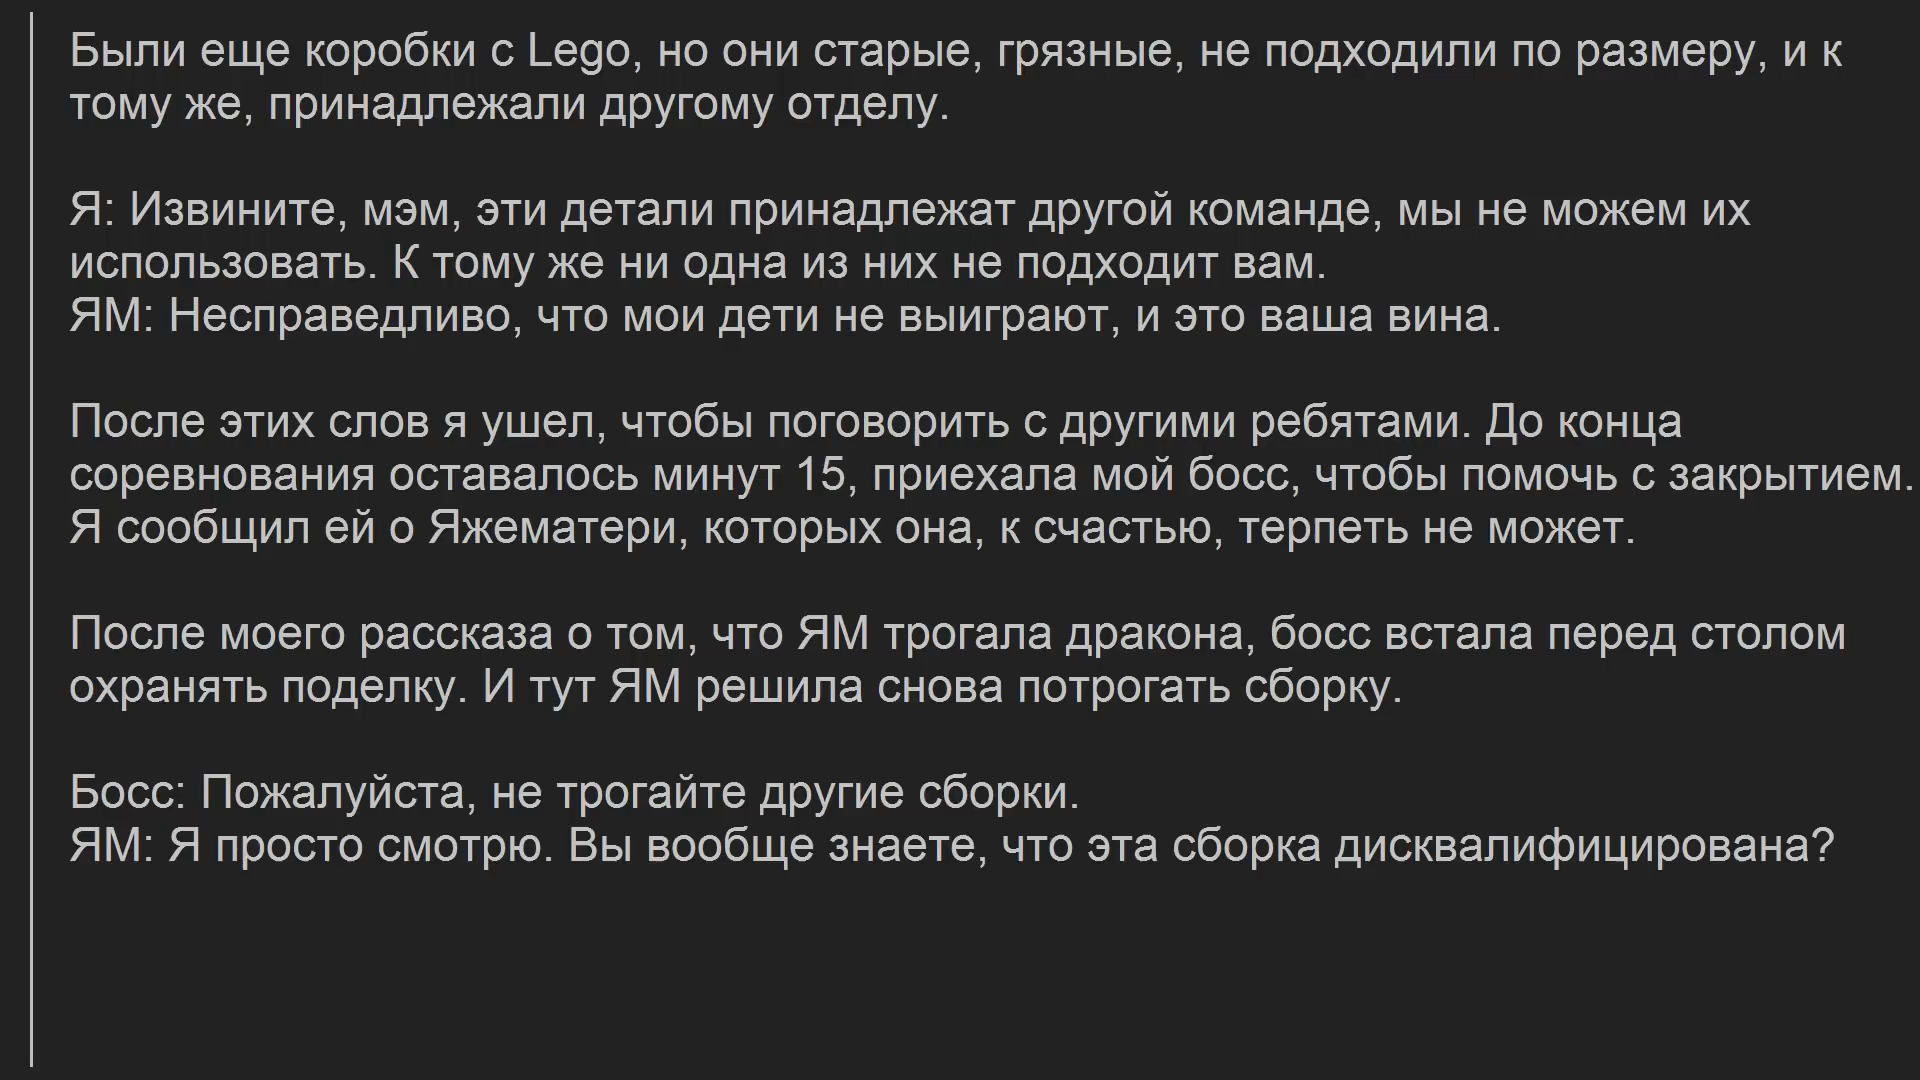 Были еще коробки с Lego, но они старые, грязные, не подходили по размеру, и к
тому же, принадлежали другому отделу.
Я: Извините, мэм, эти детали принадлежат другой команде, мы не можем их
использовать. К тому же ни одна из них не подходит вам.
ЯМ: Несправедливо, что мои дети не выиграют, и это ваша вина.
После этих слов я ушел, чтобы поговорить с другими ребятами. До конца
соревнования оставалось минут 15, приехала мой босс, чтобы помочь с закрытием.
Я сообщил ей о Яжематери, которых она, к счастью, терпеть не может.
После моего рассказа о том, что ЯМ трогала дракона, босс встала перед столом
охранять поделку. И тут ЯМ решила снова потрогать сборку.
Босс: Пожалуйста, не трогайте другие сборки.
ЯМ: Я просто смотрю. Вы вообще знаете, что эта сборка дисквалифицирована?